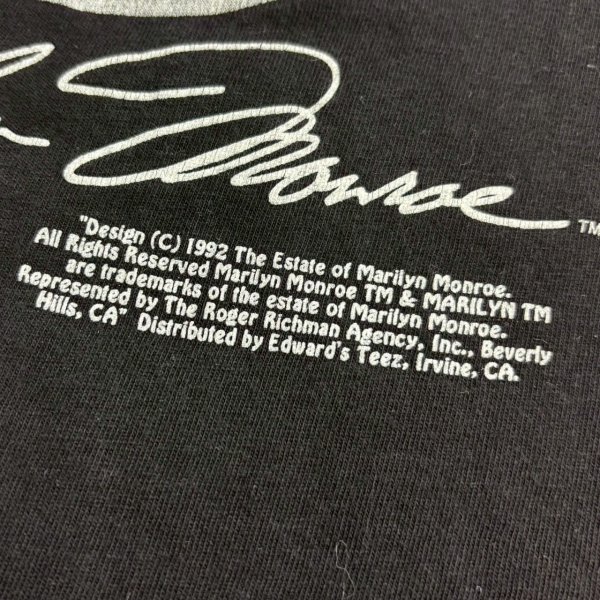 Monroe TM
"Design (C) 1992 The Estate of Marilyn Monroe.
All Rights Reserved Marilyn Monroe TM & MARILYN TM
are trademarks of the estate of Marilyn Monroe.
Represented by The Roger Richman Agency, Inc., Beverly
Hills, CA" Distributed by Edward's Teez, Irvine, CA.